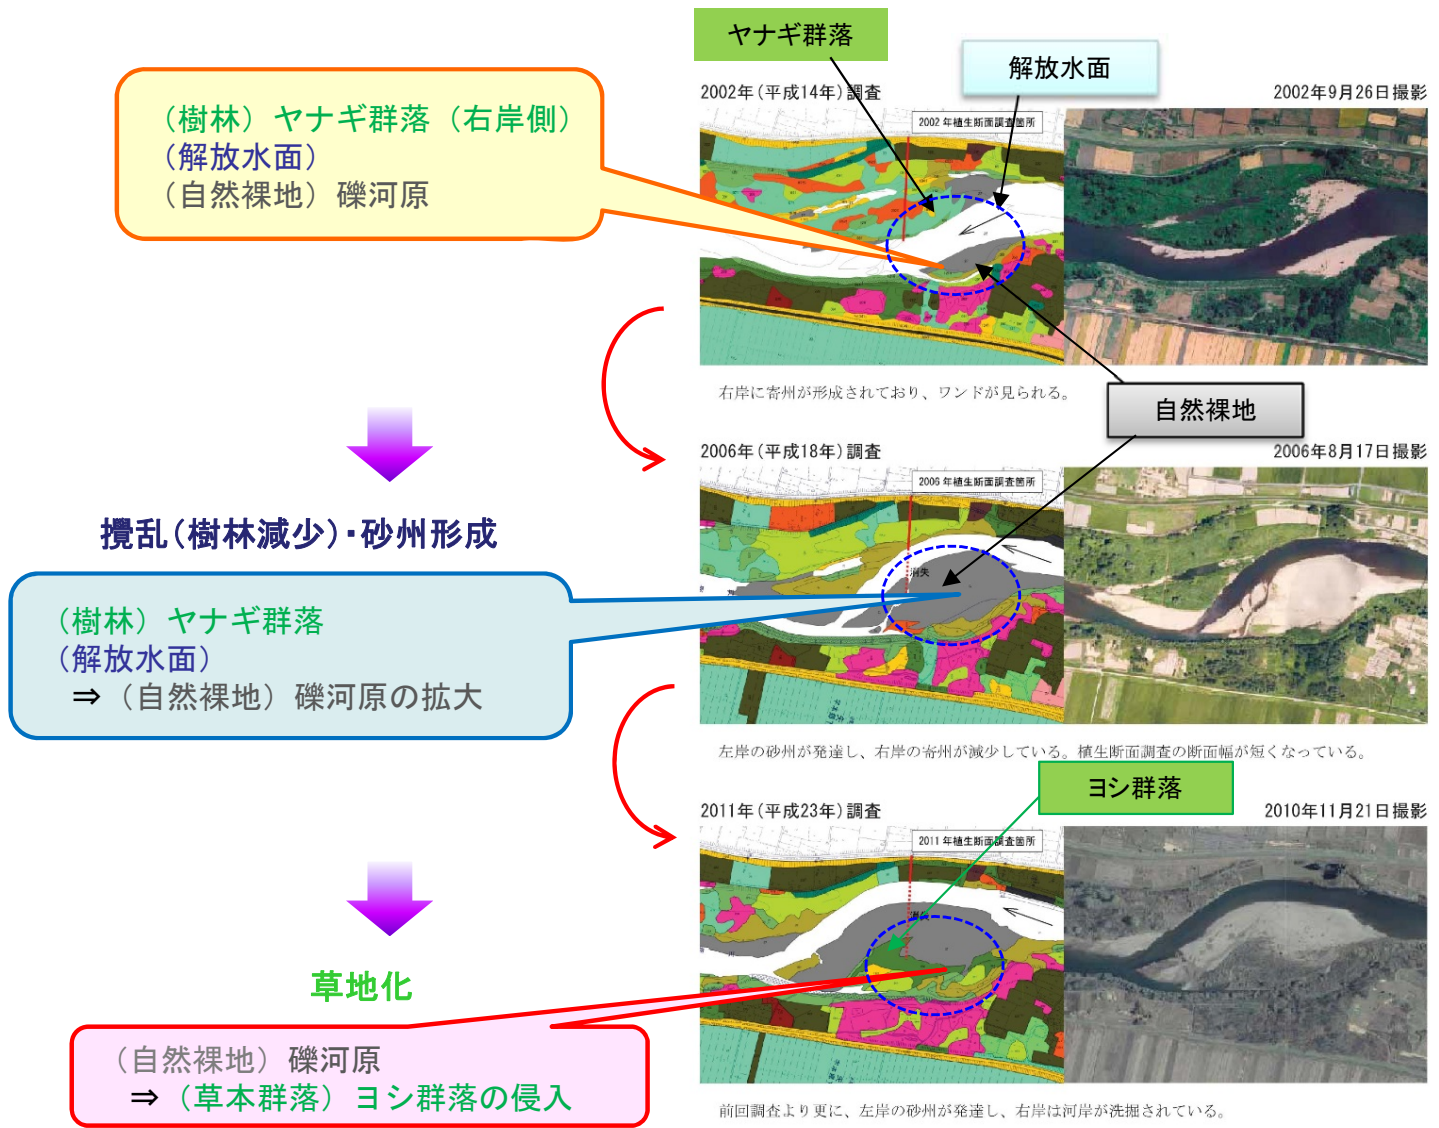 ヤナギ群落
解放水面
2002年(平成14年)調査
2002年9月26日撮影
2002年植生断面調査箇所
(樹林)ヤナギ群落(右岸側)
(解放水面)
(自然裸地)礫河原
右岸に寄州が形成されており、ワンドが見られる。
自然裸地
2006年(平成18年)調査
2006年8月17日撮影
2006年植生断面調査箇所
消失
攪乱(樹林減少)・砂州形成
(樹林)ヤナギ群落
(解放水面)
⇒(自然裸地)礫河原の拡大
左岸の砂州が発達し、右岸の寄州が減少している。植生断面調査の断面幅が短くなっている。
ヨシ群落
2011年(平成23年)調査
2010年11月21日撮影
2011年植生断面調査箇所
消失
草地化
(自然裸地)礫河原
⇒(草本群落)ヨシ群落の侵入
前回調査より更に、左岸の砂州が発達し、右岸は河岸が洗掘されている。